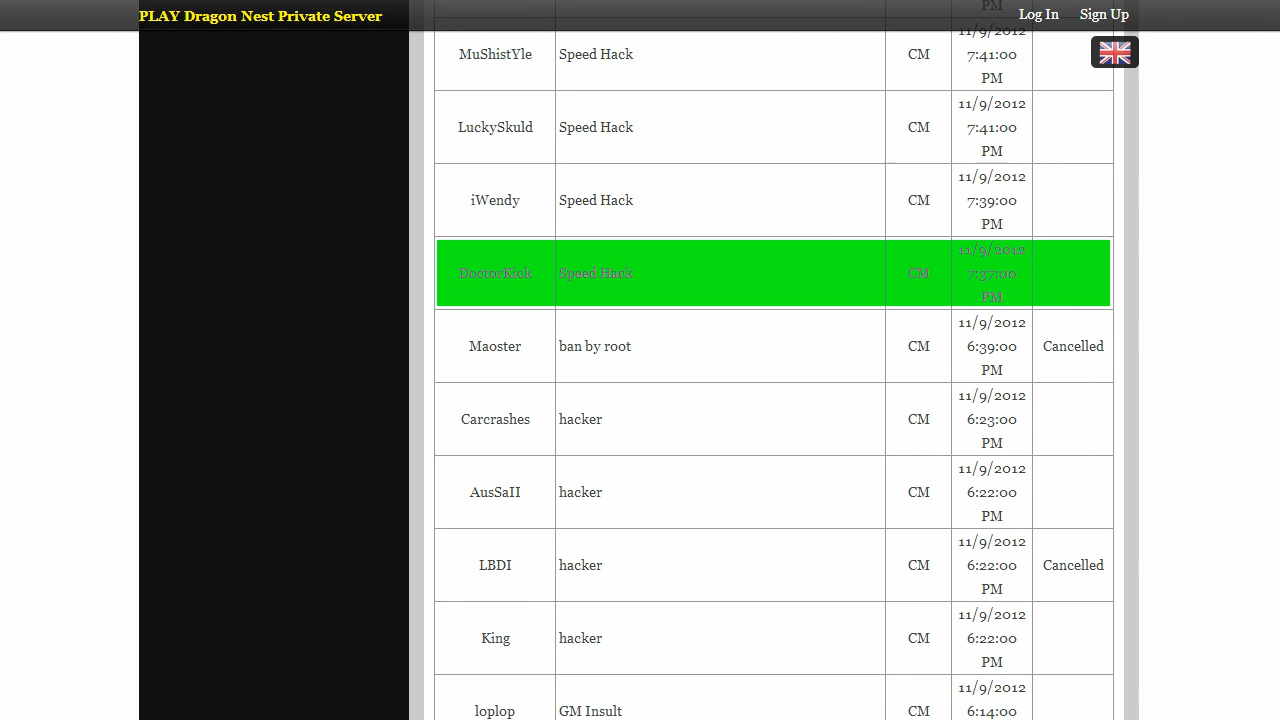 PLAY Dragon Nest Private Server
Log In
Sign Up
PM
11/9/2012
MuShistYle Speed Hack CM 7:41:00
PM
11/9/2012
LuckySkuld Speed Hack CM 7:41:00
PM
11/9/2012
iWendy Speed Hack CM 7:39:00
PM
11/9/2012
DoctorKick Speed Hack CM 7:37:00
PM
11/9/2012
Maoster ban by root CM 6:39:00 Cancelled
PM
11/9/2012
Carcrashes hacker CM 6:23:00
PM
11/9/2012
AusSaII hacker CM 6:22:00
PM
11/9/2012
LBDI hacker CM 6:22:00 Cancelled
PM
11/9/2012
King hacker CM 6:22:00
PM
11/9/2012
loplop GM Insult CM 6:14:00